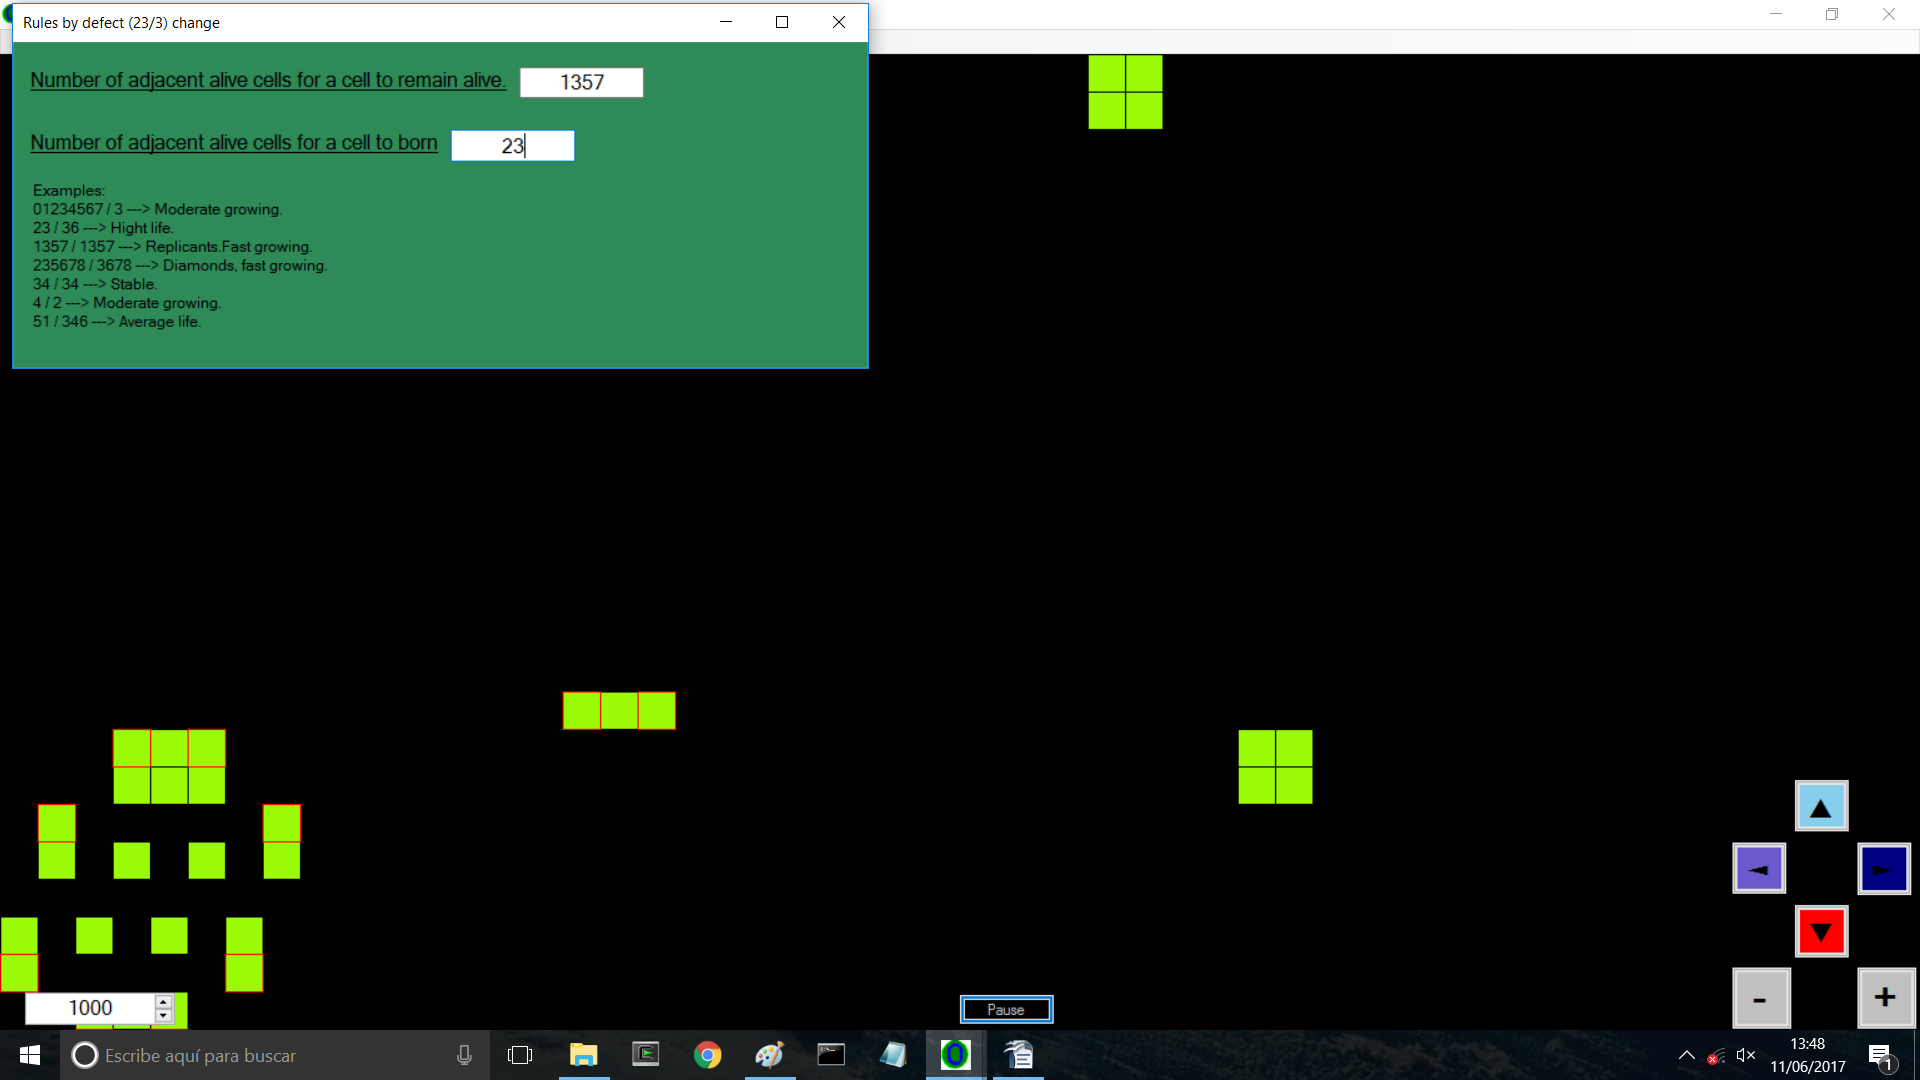 Rules by defect (23/3) change
Number of adjacent alive cells for a cell to remain alive. 1357
Number of adjacent alive cells for a cell to born 23
Examples:
01234567 / 3 ---> Moderate growing.
23 / 36 ---> Hight life.
1357 / 1357 ---> Replicants.Fast growing.
235678 / 3678 ---> Diamonds, fast growing.
34 / 34 ---> Stable.
4 / 2 ---> Moderate growing.
51 / 346 ---> Average life.
- +
1000
Pause
Escribe aquí para buscar
13:48
11/06/2017
1